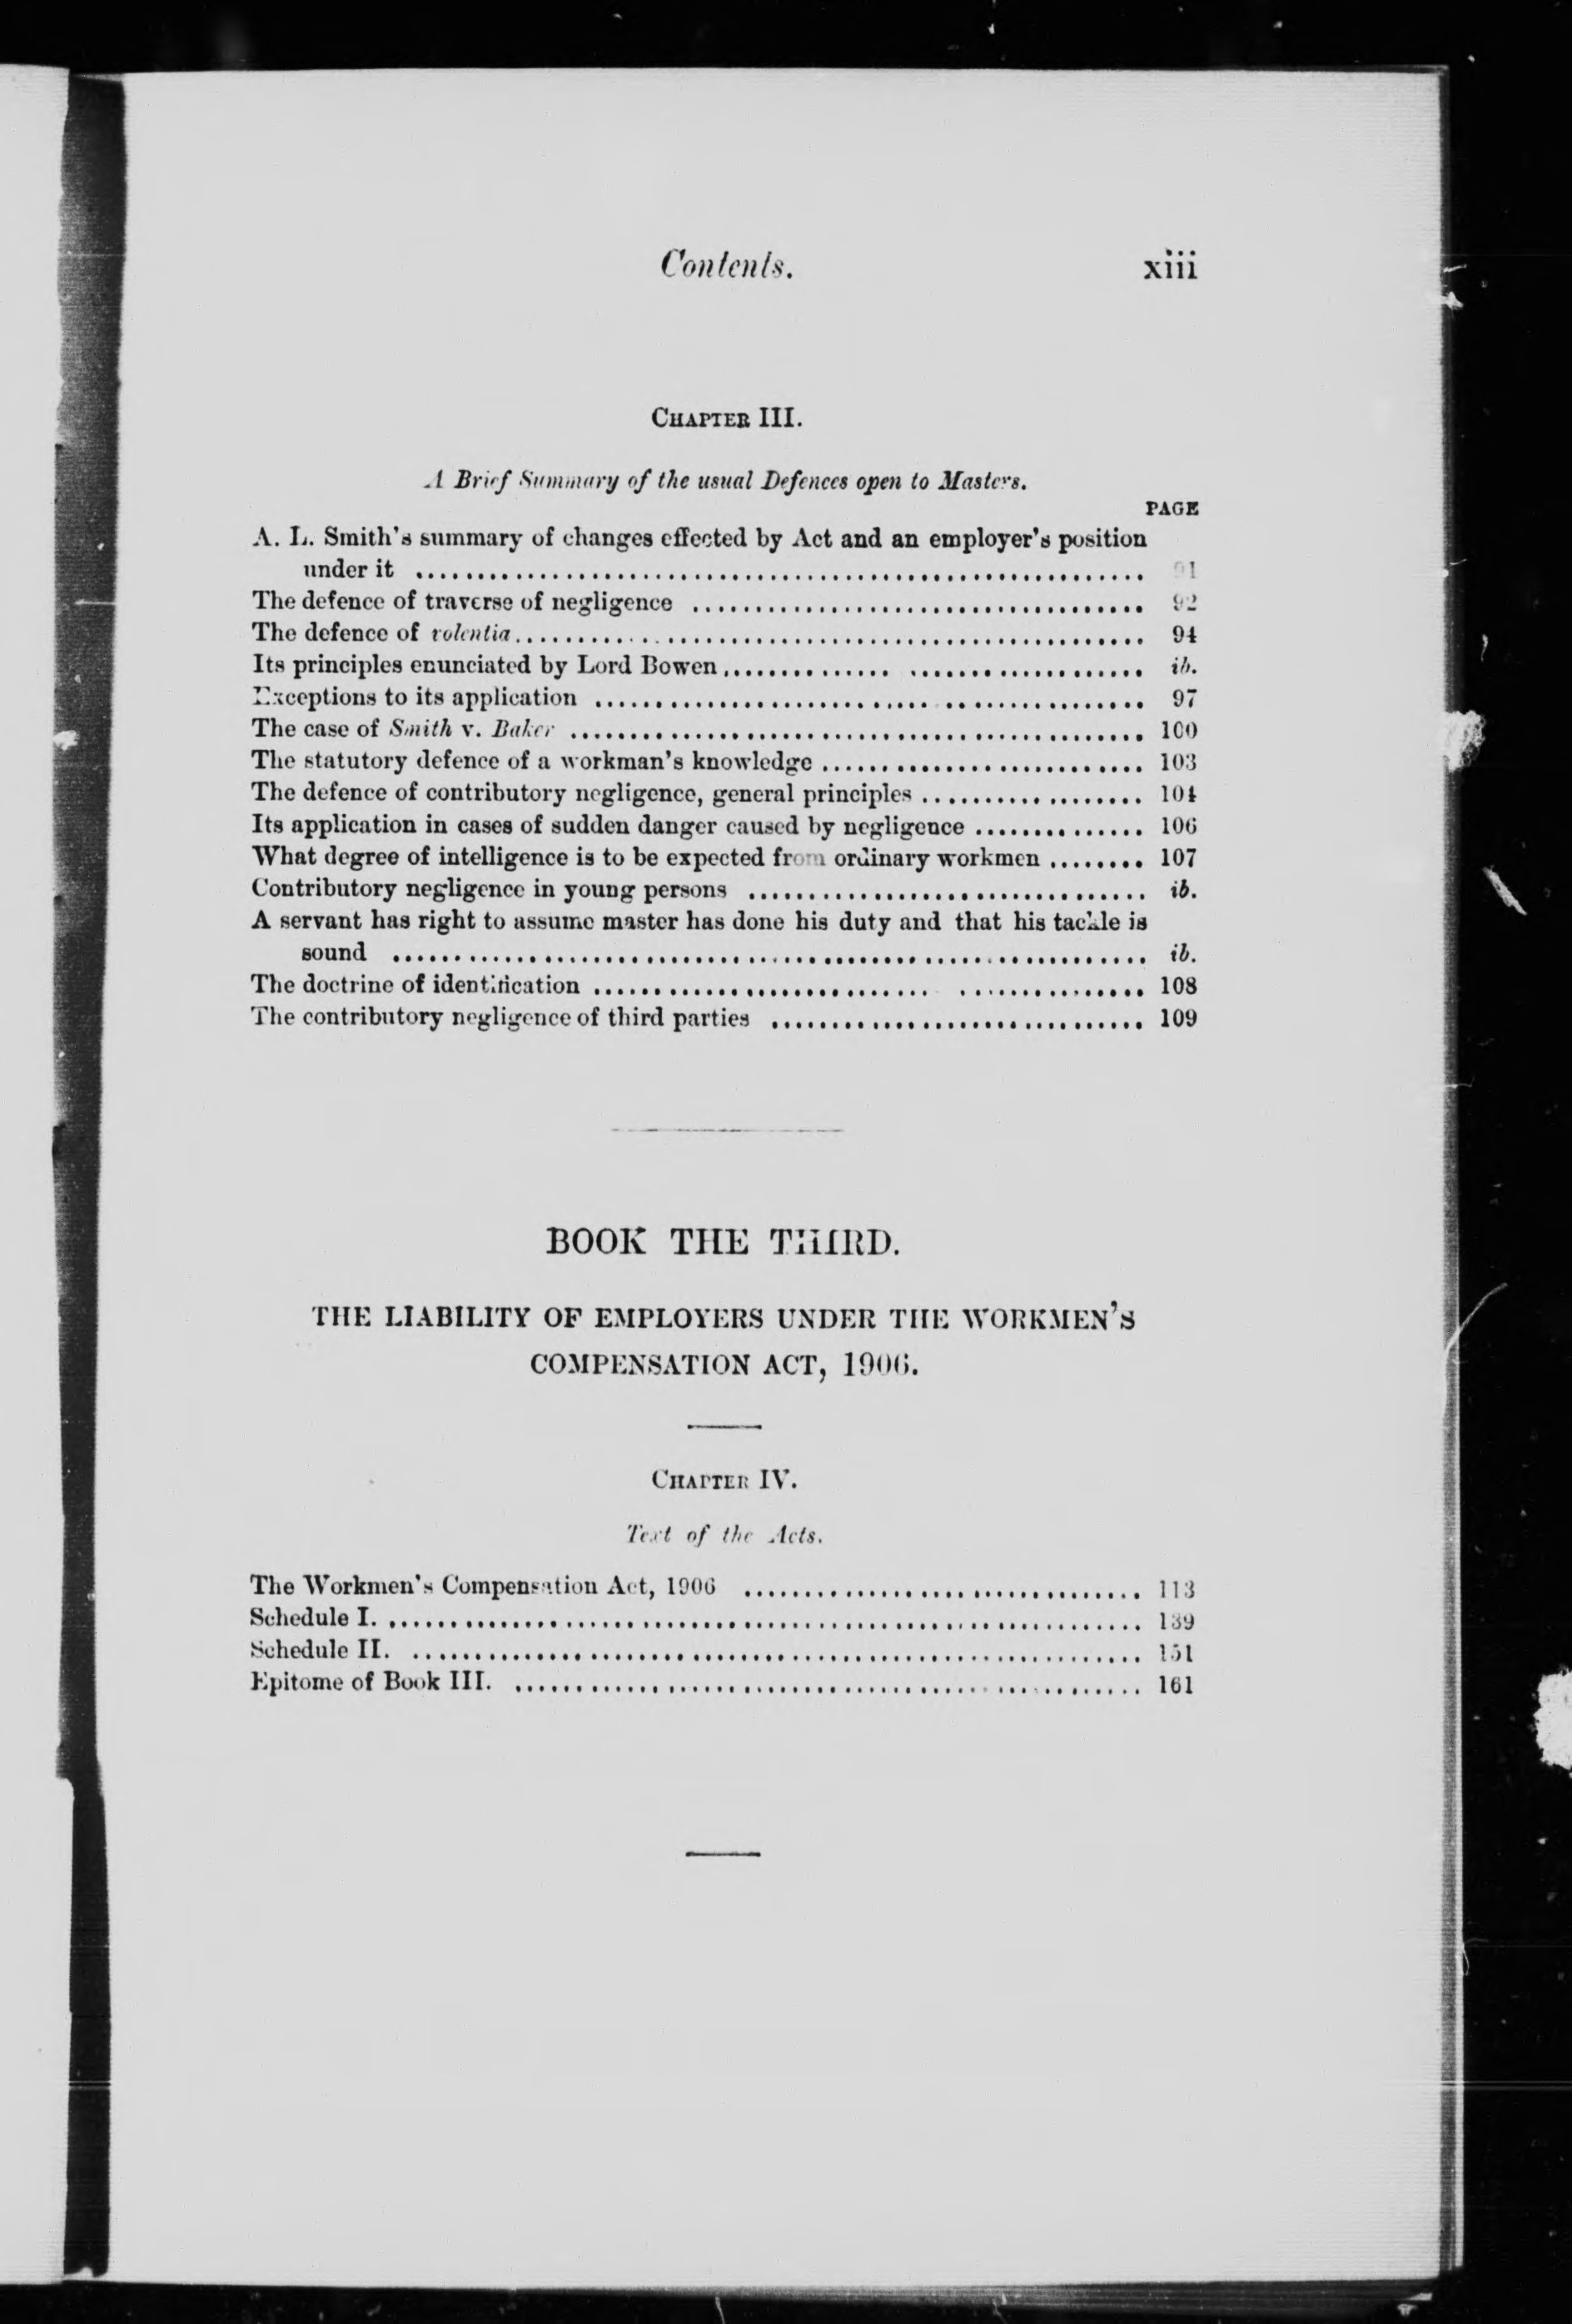 Contents. xiii
CHAPTER III.
A Brief Summary of the usual Defences open to Masters.
PAGE
A. L. Smith's summary of changes effected by Act and an employer's position
under it ........................................ 91
The defence of traverse of negligence ........................................ 92
The defence of volentia ........................................ 94
Its principles enunciated by Lord Bowen ........................................ ib.
Exceptions to its application ........................................ 97
The case of Smith v. Baker ........................................ 100
The statutory defence of a workman's knowledge ........................................ 103
The defence of contributory negligence, general principles .................... 104
Its application in cases of sudden danger caused by negligence .............. 106
What degree of intelligence is to be expected from ordinary workmen ........ 107
Contributory negligence in young persons ........................................ ib.
A servant has right to assume master has done his duty and that his tackle is
sound ........................................ ib.
The doctrine of identification ........................................ 108
The contributory negligence of third parties ........................................ 109
BOOK THE THIRD.
THE LIABILITY OF EMPLOYERS UNDER THE WORKMEN'S
COMPENSATION ACT, 1906.
CHAPTER IV.
Text of the Acts.
The Workmen's Compensation Act, 1906 ........................................ 113
Schedule I. ........................................ 139
Schedule II. ........................................ 151
Epitome of Book III. ........................................ 161